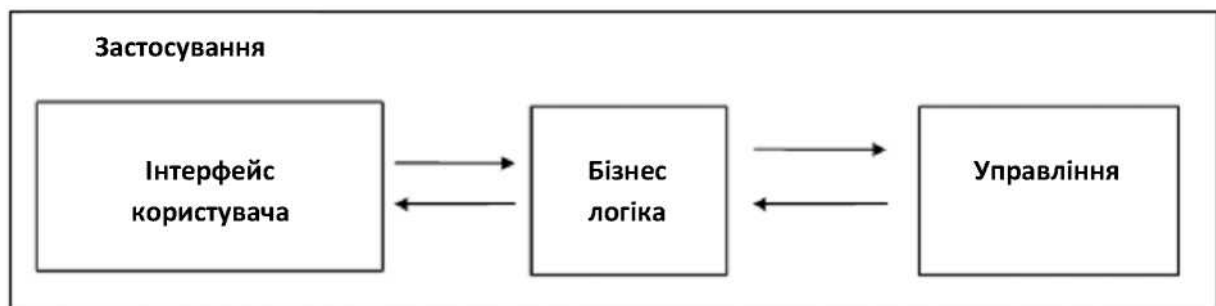 Застосування
Інтерфейс
користувача
Бізнес
логіка
Управління